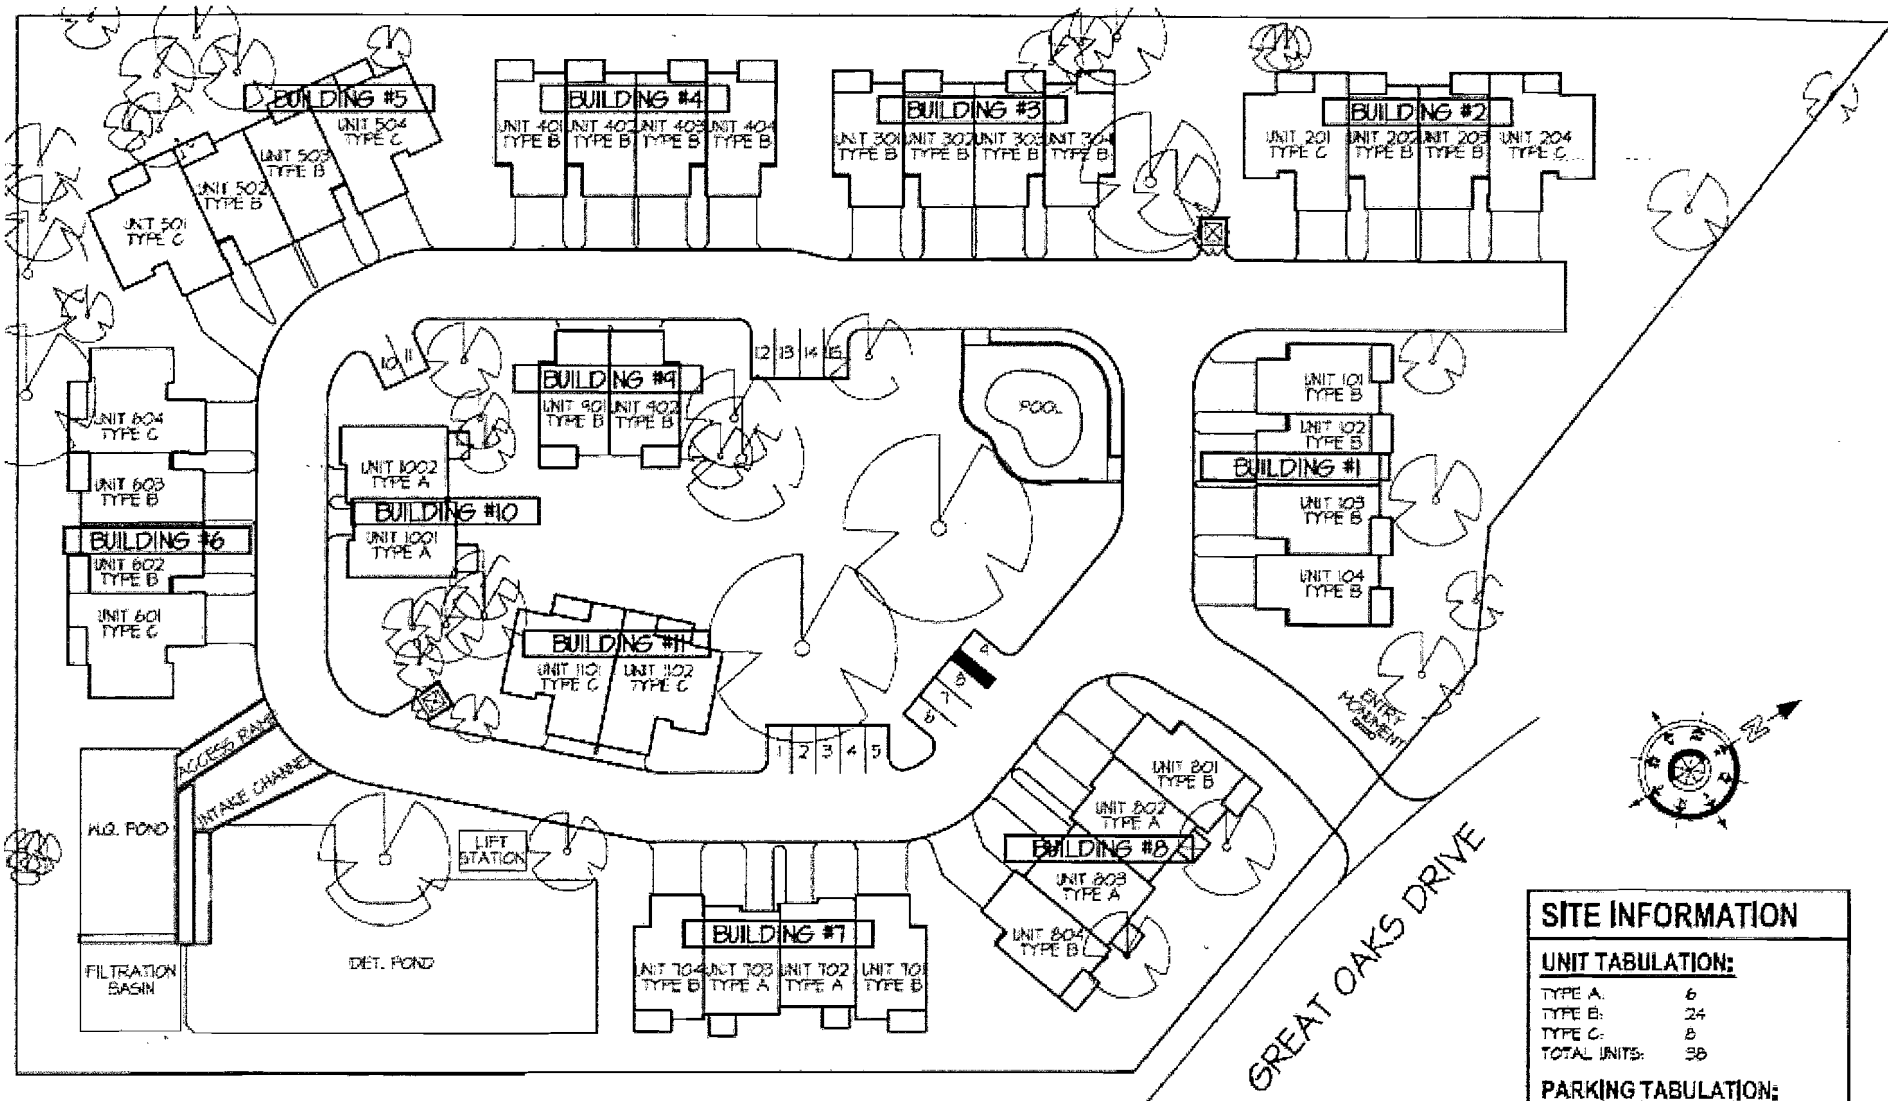 BUILDING #5
UNIT 504
TYPE C
UNIT 503
TYPE B
UNIT 502
TYPE B
UNIT 501
TYPE C
BUILDING #4
UNIT 401 UNIT 402 UNIT 403 UNIT 404
TYPE B TYPE B TYPE B TYPE B
BUILDING #3
UNIT 301 UNIT 302 UNIT 303 UNIT 304
TYPE B TYPE B TYPE B TYPE B
BUILDING #2
UNIT 201 UNIT 202 UNIT 203 UNIT 204
TYPE C TYPE B TYPE B TYPE C
10 11
BUILDING #9
UNIT 901 UNIT 902
TYPE B TYPE B
12 13 14 15
POOL
UNIT 101
TYPE B
UNIT 102
TYPE B
BUILDING #1
UNIT 103
TYPE B
UNIT 104
TYPE B
UNIT 604
TYPE C
UNIT 603
TYPE B
BUILDING #6
UNIT 602
TYPE B
UNIT 601
TYPE C
UNIT 1002
TYPE A
BUILDING #10
UNIT 1001
TYPE A
BUILDING #11
UNIT 1101 UNIT 1102
TYPE C TYPE C
1 2 3 4 5
7
ENTRY
MONUMENT
N
ACCESS RAMP
INTAKE CHANNEL
W.Q. POND
LIFT
STATION
FILTRATION
BASIN
DET. POND
BUILDING #7
UNIT 704 UNIT 703 UNIT 702 UNIT 701
TYPE B TYPE A TYPE A TYPE B
UNIT 801
TYPE B
UNIT 802
TYPE A
BUILDING #8
UNIT 803
TYPE A
UNIT 804
TYPE B
GREAT OAKS DRIVE
SITE INFORMATION
UNIT TABULATION:
TYPE A: 6
TYPE B: 24
TYPE C: 8
TOTAL UNITS: 38
PARKING TABULATION: